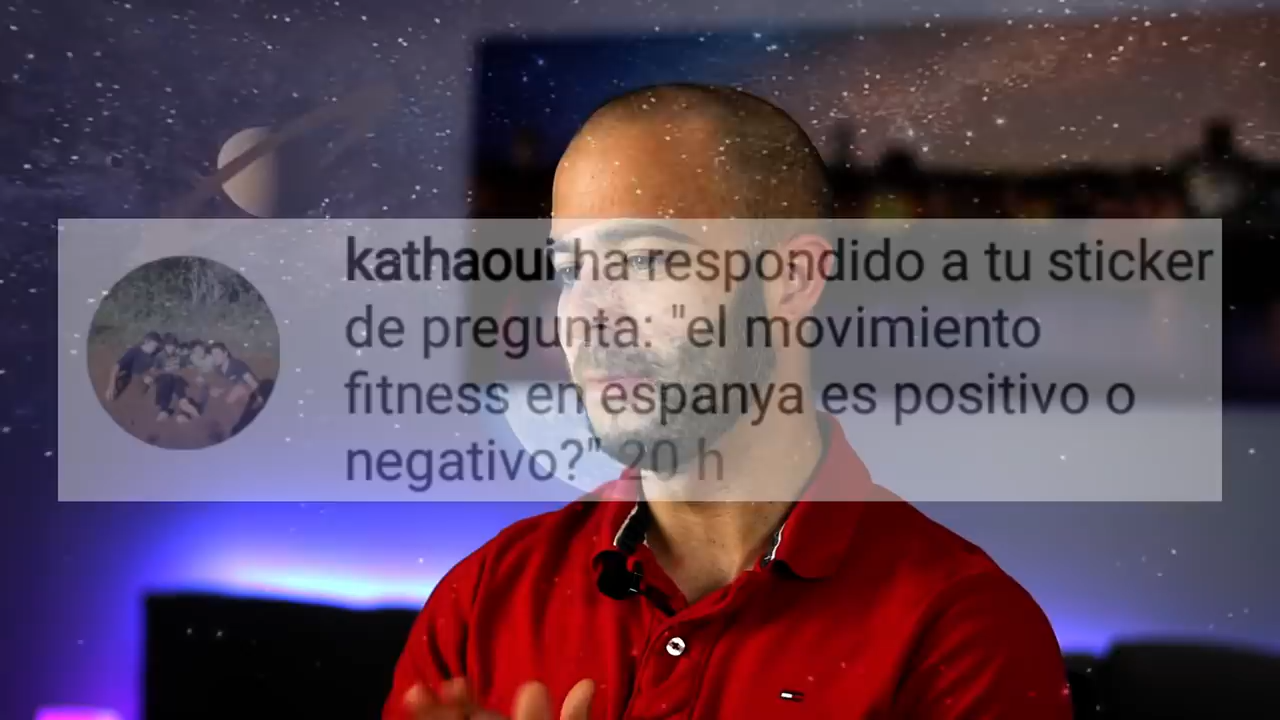 kathaoui ha respondido a tu sticker
de pregunta: "el movimiento
fitness en espanya es positivo o
negativo?" 20 h